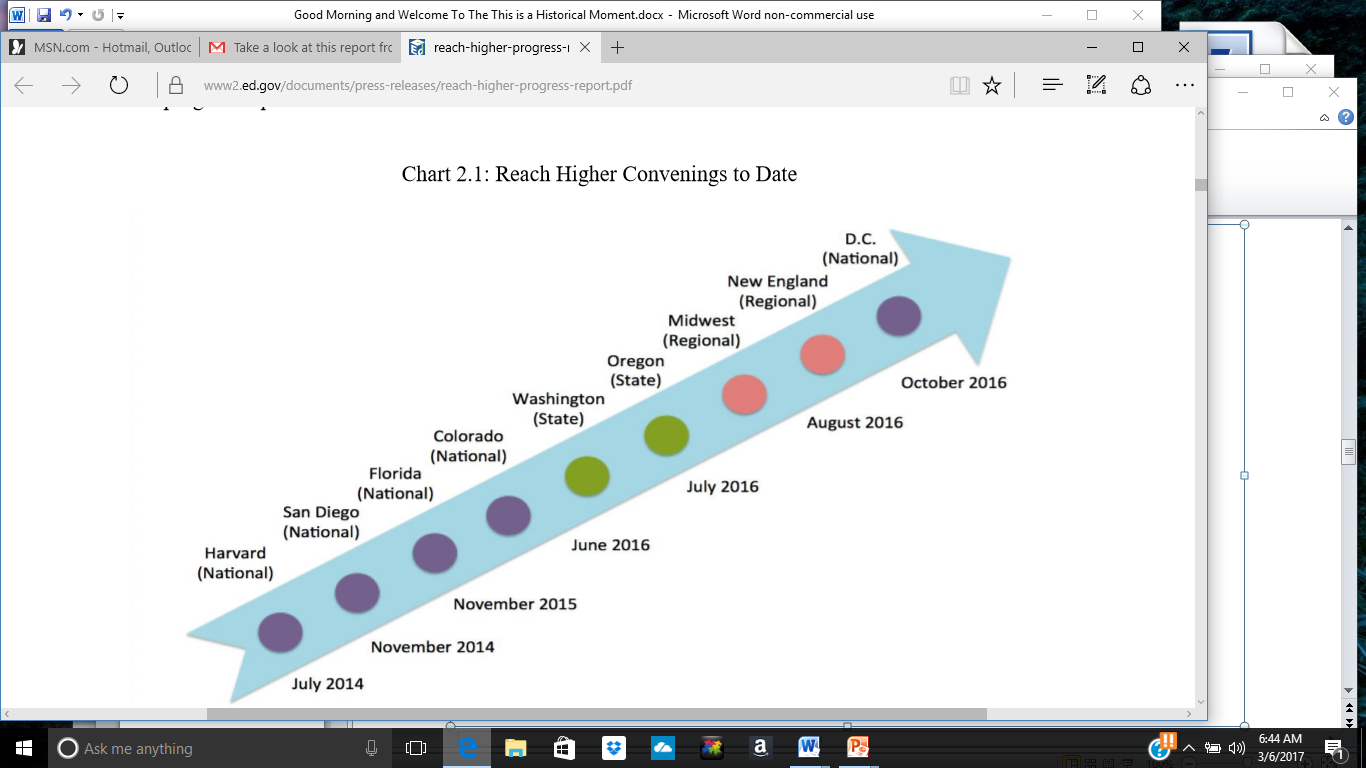 Good Morning and Welcome To The This is a Historical Moment.docx - Microsoft Word non-commercial use
MSN.com - Hotmail, Outloc
Take a look at this report frc
reach-higher-progress-r
www2.ed.gov/documents/press-releases/reach-higher-progress-report.pdf
Chart 2.1: Reach Higher Convenings to Date
D.C.
(National)
New England
(Regional)
Midwest
(Regional)
Oregon
(State)
Washington
(State)
Colorado
(National)
Florida
(National)
San Diego
(National)
Harvard
(National)
October 2016
August 2016
July 2016
June 2016
November 2015
November 2014
July 2014
Ask me anything
6:44 AM
3/6/2017